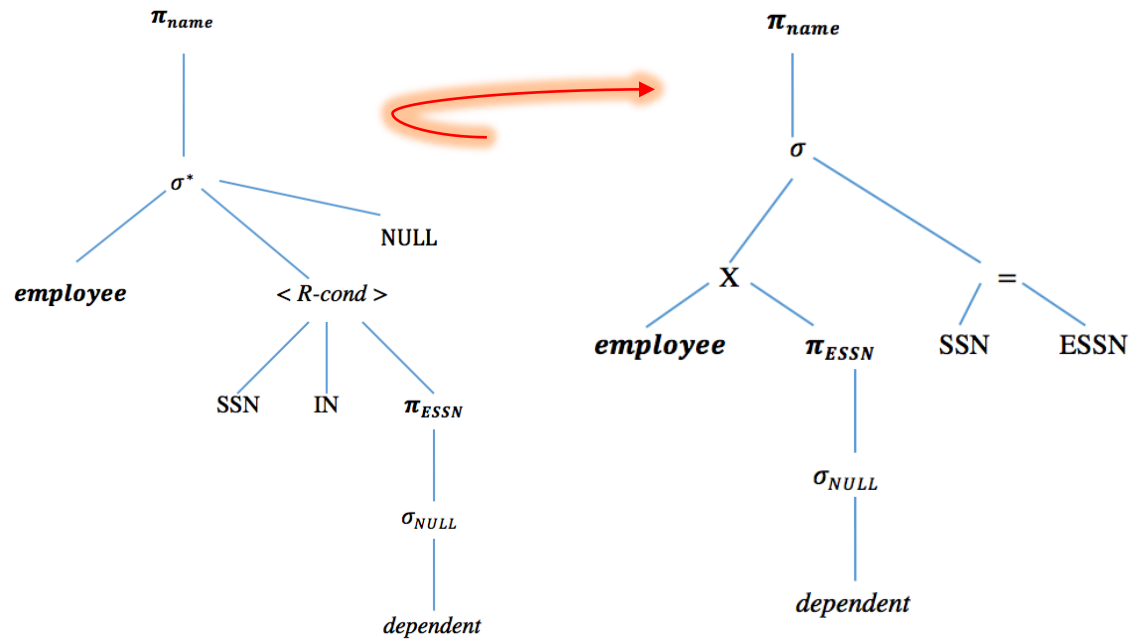 π_name
σ*
NULL
employee
< R-cond >
SSN IN π_ESSN
σ_NULL
dependent
π_name
σ
X =
employee π_ESSN SSN ESSN
σ_NULL
dependent